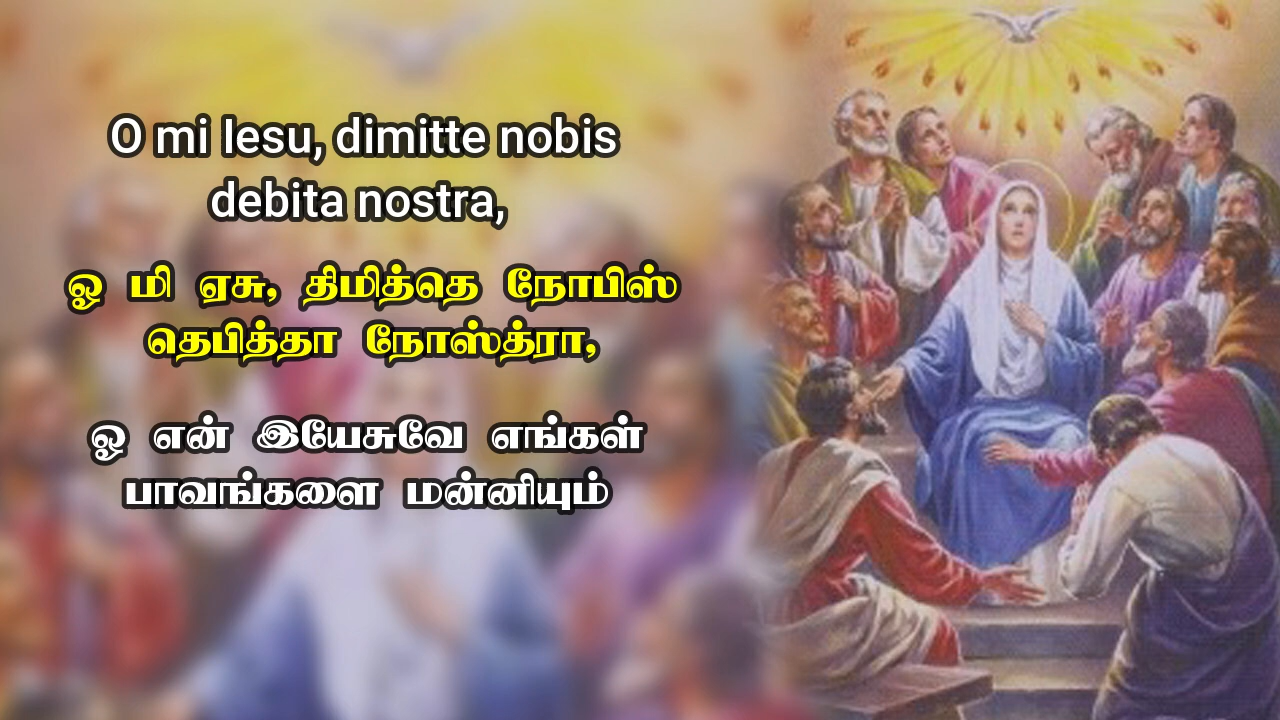 O mi Iesu, dimitte nobis
debita nostra,
ஓ மி ஏசு, திமித்தெ நோபிஸ்
தெபித்தா நோஸ்த்ரா,
ஓ என் இயேசுவே எங்கள்
பாவங்களை மன்னியும்